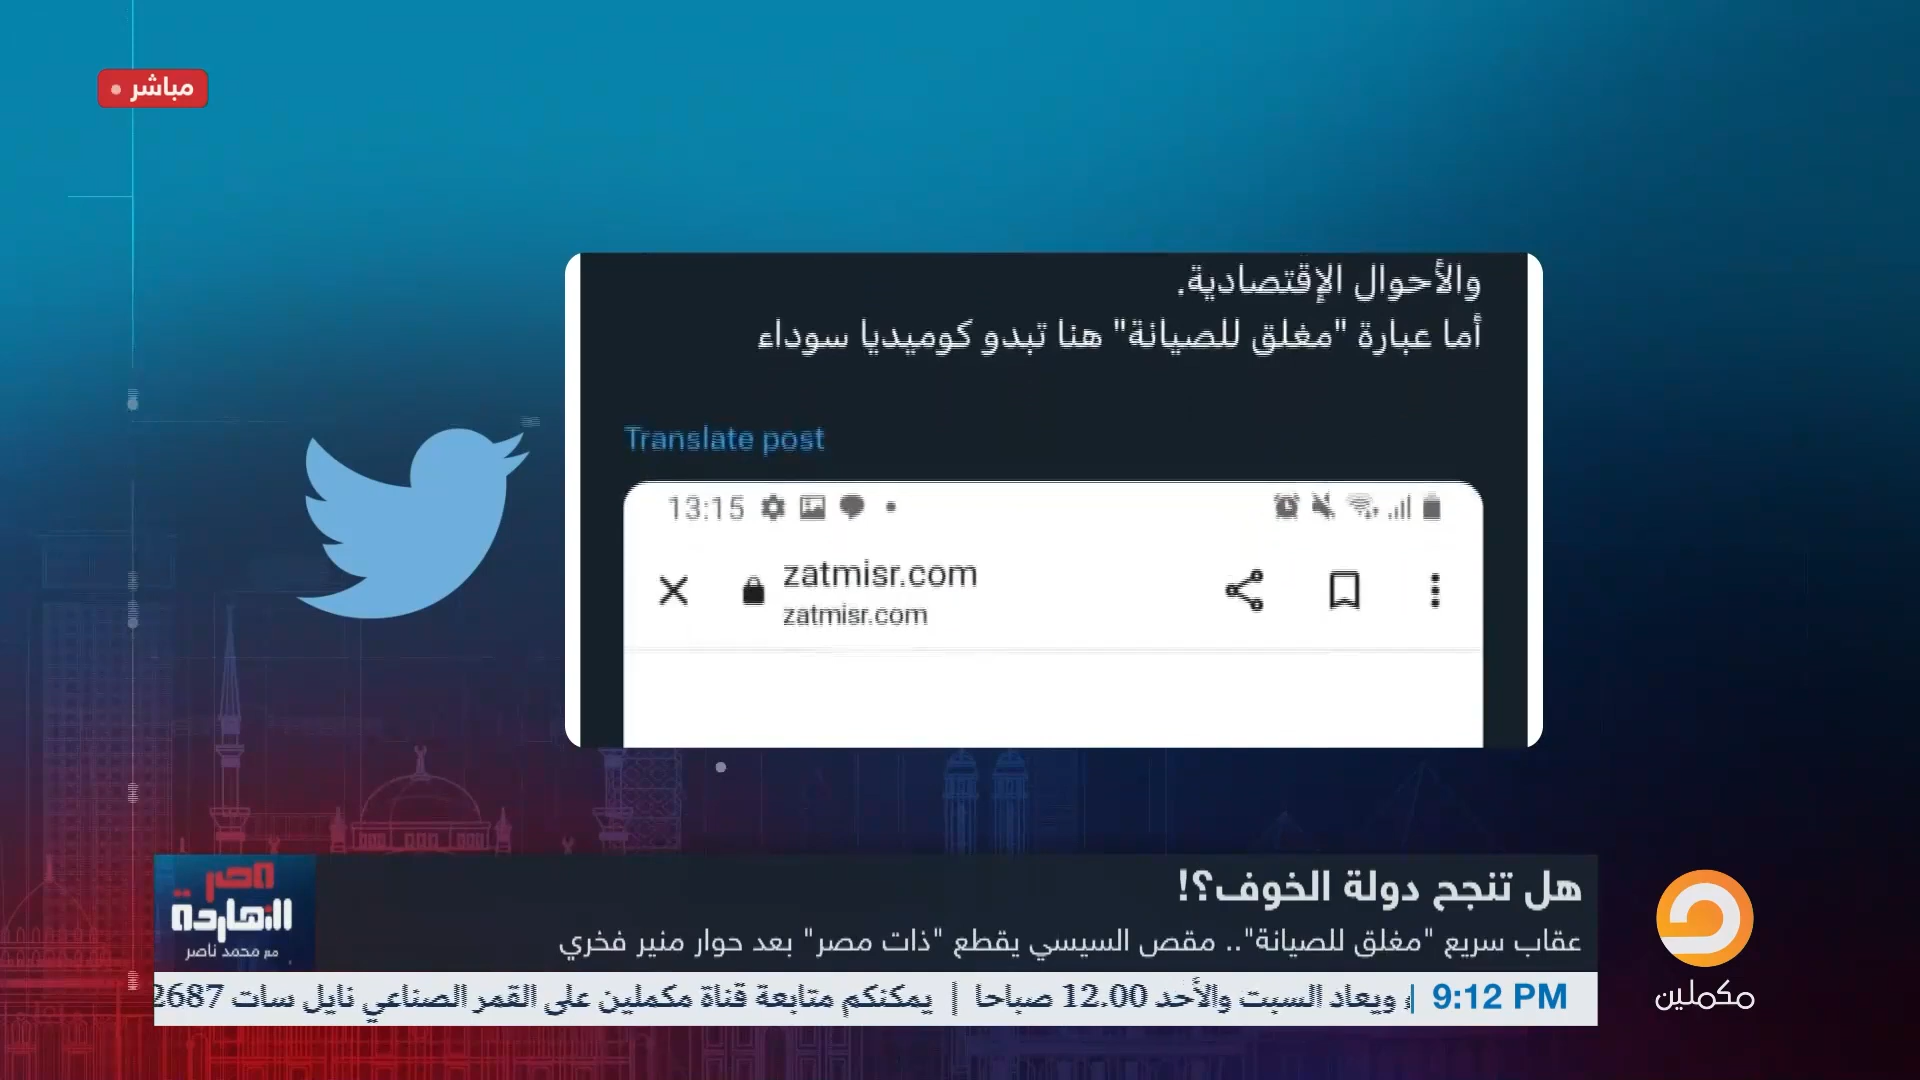 مباشر
والأحوال الإقتصادية.
أما عبارة "مغلق للصيانة" هنا تبدو كوميديا سوداء
Translate post
13:15
zatmisr.com
zatmisr.com
هل تنجح دولة الخوف؟!
عقاب سريع "مغلق للصيانة".. مقص السيسي يقطع "ذات مصر" بعد حوار منير فخري
مصر
النهاردة
مع محمد ناصر
9:12 PM
ويعاد السبت والأحد 12.00 صباحا | يمكنكم متابعة قناة مكملين على القمر الصناعي نايل سات 2687
مكملين